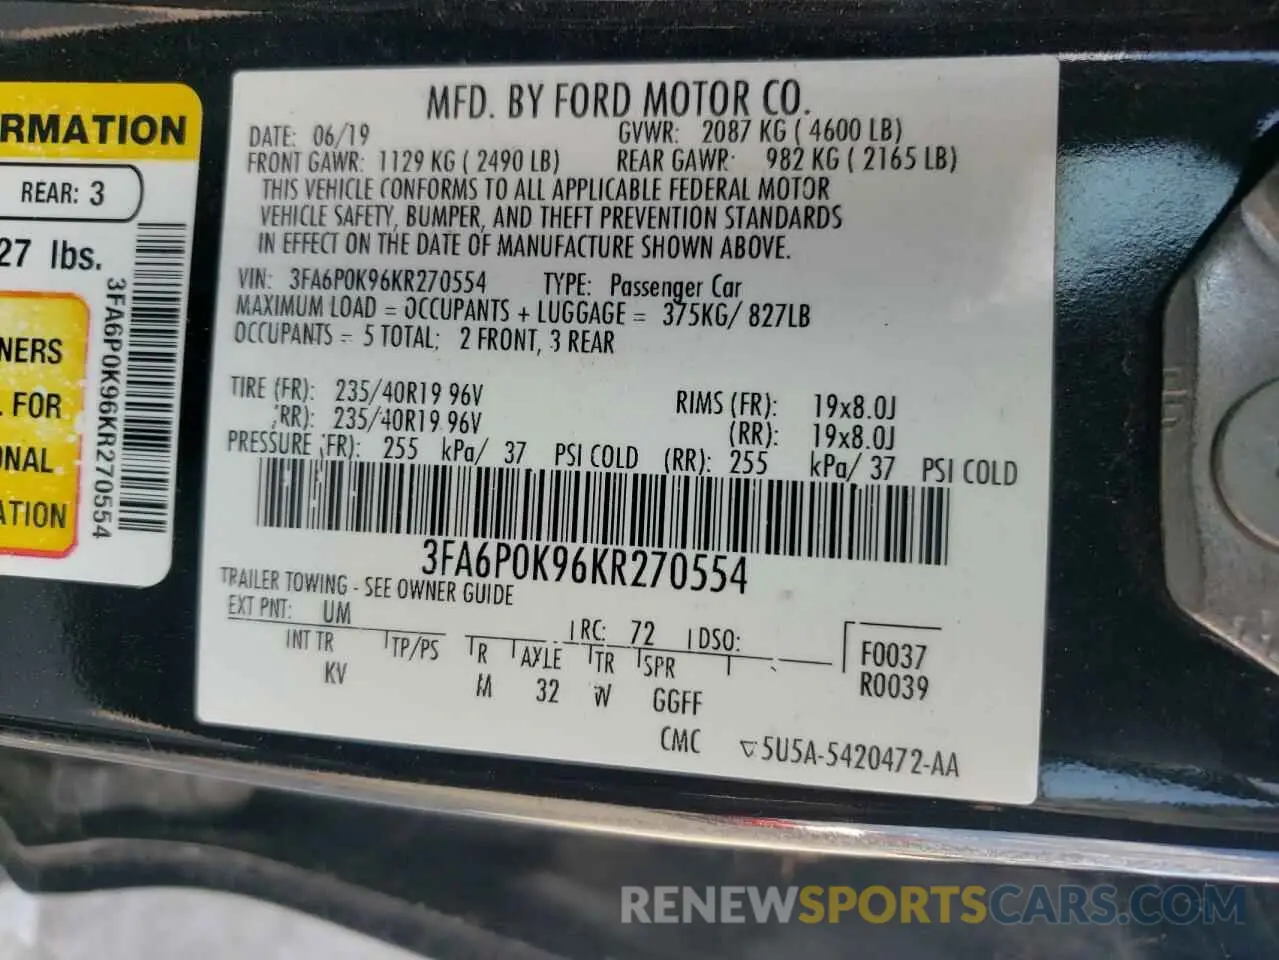 RMATION
REAR: 3
27 lbs.
NERS
FOR
ONAL
ATION
3FA6P0K96KR270554
MFD. BY FORD MOTOR CO.
DATE: 06/19 GVWR: 2087 KG ( 4600 LB)
FRONT GAWR: 1129 KG ( 2490 LB) REAR GAWR: 982 KG ( 2165 LB)
THIS VEHICLE CONFORMS TO ALL APPLICABLE FEDERAL MOTOR
VEHICLE SAFETY, BUMPER, AND THEFT PREVENTION STANDARDS
IN EFFECT ON THE DATE OF MANUFACTURE SHOWN ABOVE.
VIN: 3FA6P0K96KR270554 TYPE: Passenger Car
MAXIMUM LOAD = OCCUPANTS + LUGGAGE = 375KG/ 827LB
OCCUPANTS = 5 TOTAL; 2 FRONT, 3 REAR
TIRE (FR): 235/40R19 96V RIMS (FR): 19x8.0J
(RR): 235/40R19 96V (RR): 19x8.0J
PRESSURE (FR): 255 kPa/ 37 PSI COLD (RR): 255 kPa/ 37 PSI COLD
3FA6P0K96KR270554
TRAILER TOWING - SEE OWNER GUIDE
EXT PNT: UM RC: 72 DSO:
INT TR TP/PS R AXLE TR SPR F0037
KV M 32 W GGFF R0039
CMC 5U5A-5420472-AA
RENEWSPORTSCARS.COM